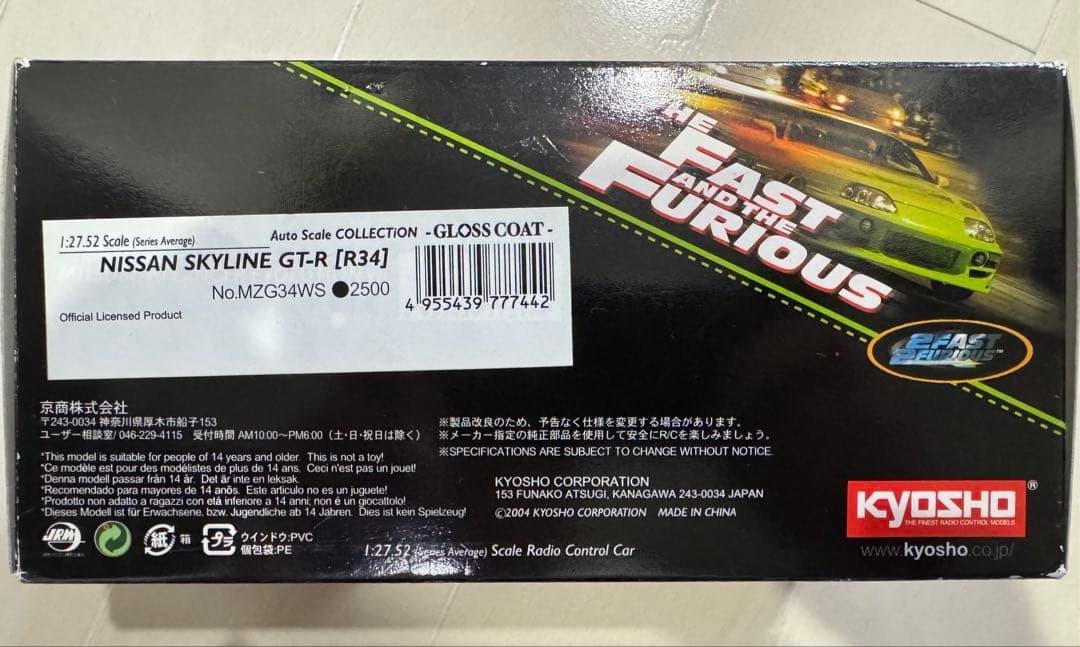 THE
FAST
AND THE
FURIOUS
2FAST
2FURIOUS™
1:27.52 Scale (Series Average)
Auto Scale COLLECTION -GLOSS COAT-
NISSAN SKYLINE GT-R [R34]
No.MZG34WS ●2500
4 955439 777442
Official Licensed Product
京商株式会社
〒243-0034 神奈川県厚木市船子153
ユーザー相談室/ 046-229-4115 受付時間 AM10:00〜PM6:00（土・日・祝日は除く）
*This model is suitable for people of 14 years and older. This is not a toy!
*Ce modèle est pour des modélistes de plus de 14 ans. Ceci n'est pas un jouet!
*Denna modell passar från 14 år. Det är inte en leksak.
*Recomendado para mayores de 14 anõs. Este articulo no es un juguete!
*Prodotto non adatto a ragazzi con età inferiore a 14 anni; non é un giocattolo!
*Dieses Modell ist für Erwachsene, bzw. Jugendliche ab 14 Jahren. Dies ist kein Spielzeug!
※製品改良のため、予告なく仕様を変更する場合があります。
※メーカー指定の純正部品を使用して安全にR/Cを楽しみましょう。
※SPECIFICATIONS ARE SUBJECT TO CHANGE WITHOUT NOTICE.
KYOSHO CORPORATION
153 FUNAKO ATSUGI, KANAGAWA 243-0034 JAPAN
©2004 KYOSHO CORPORATION MADE IN CHINA
JRM
紙 箱
プラ
ウインドウ:PVC
個包袋:PE
1:27.52 (Series Average) Scale Radio Control Car
KYOSHO®
THE FINEST RADIO CONTROL MODELS
www.kyosho.co.jp/